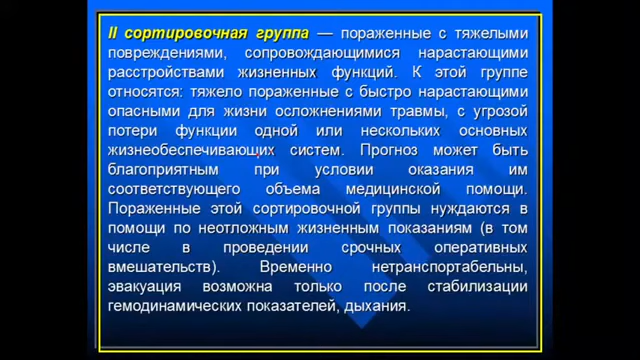 II сортировочная группа — пораженные с тяжелыми
повреждениями, сопровождающимися нарастающими
расстройствами жизненных функций. К этой группе
относятся: тяжело пораженные с быстро нарастающими
опасными для жизни осложнениями травмы, с угрозой
потери функции одной или нескольких основных
жизнеобеспечивающих систем. Прогноз может быть
благоприятным при условии оказания им
соответствующего объема медицинской помощи.
Пораженные этой сортировочной группы нуждаются в
помощи по неотложным жизненным показаниям (в том
числе в проведении срочных оперативных
вмешательств). Временно нетранспортабельны,
эвакуация возможна только после стабилизации
гемодинамических показателей, дыхания.